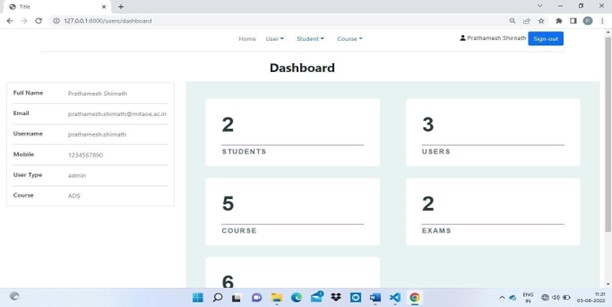 Title
127.0.0.1:8000/users/dashboard
Home User Student Course Prathamesh Shirnath Sign-out
Dashboard
Full Name Prathamesh Shirnath
Email prathamesh.shirnath@mitaoe.ac.in
Username prathamesh.shirnath
Mobile 1234567890
User Type admin
Course ADS
2
STUDENTS
3
USERS
5
COURSE
2
EXAMS
6
ENG
IN
11:21
03-06-2022